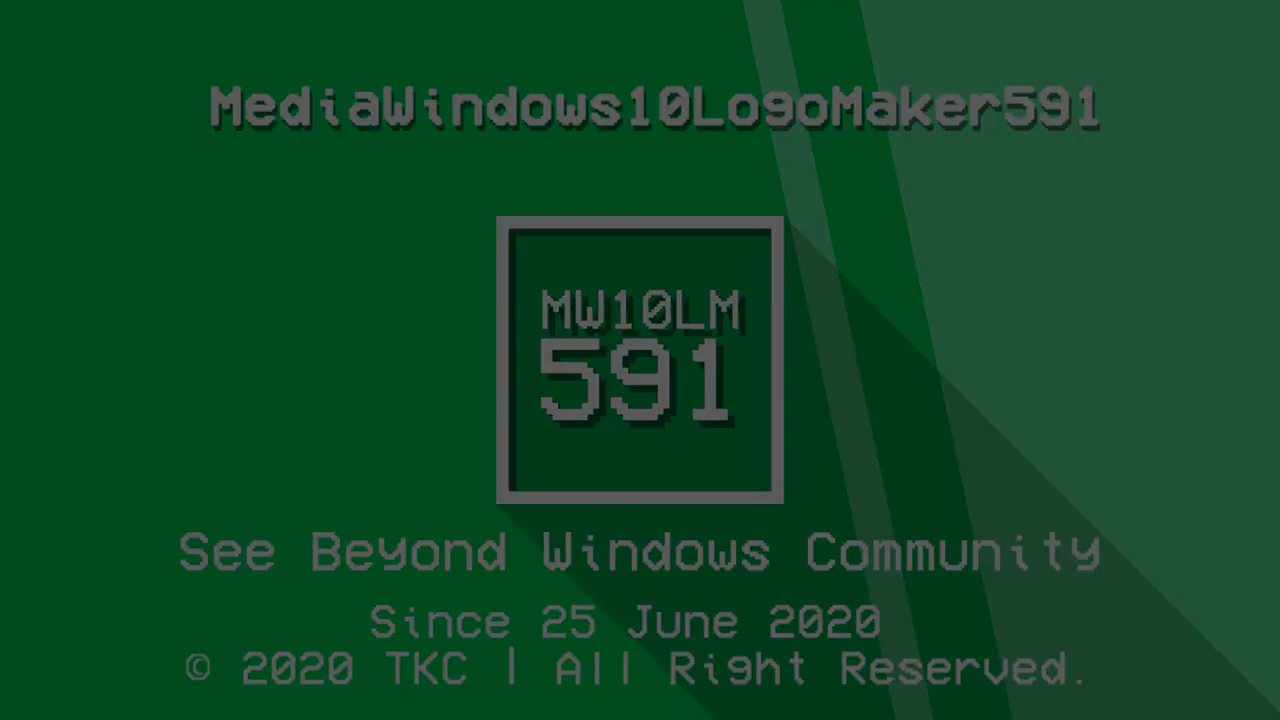 MediaWindows10LogoMaker591
MW10LM
591
See Beyond Windows Community
Since 25 June 2020
© 2020 TKC | All Right Reserved.